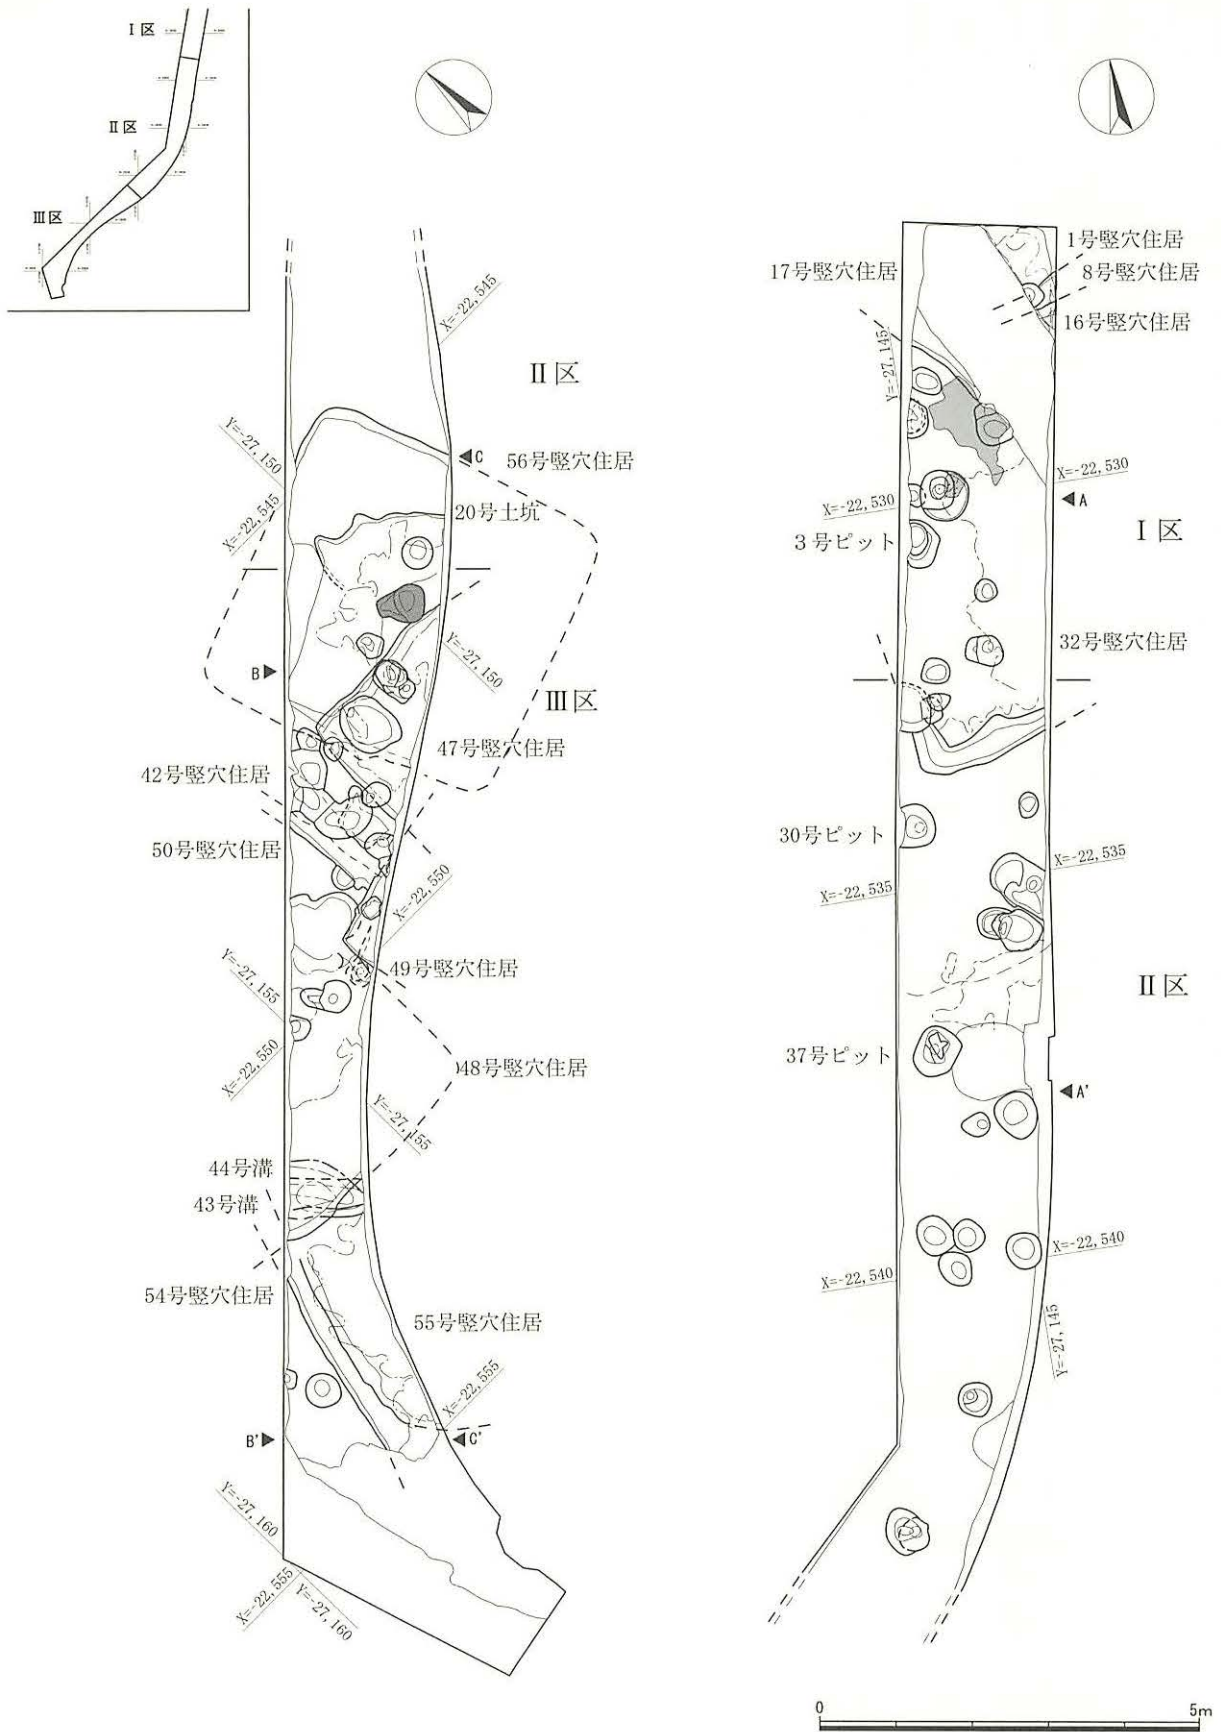 I区
II区
III区
X=-22,545
II区
Y=-27,150
X=-22,545
C
56号竪穴住居
20号土坑
B
Y=-27,150
III区
47号竪穴住居
42号竪穴住居
50号竪穴住居
X=-22,550
49号竪穴住居
Y=-27,155
X=-22,550
48号竪穴住居
Y=-27,155
44号溝
43号溝
54号竪穴住居
55号竪穴住居
X=-22,555
B'
C'
Y=-27,160
X=-22,555
Y=-27,160
1号竪穴住居
17号竪穴住居
8号竪穴住居
16号竪穴住居
Y=-27,145
X=-22,530
X=-22,530
A
I区
3号ピット
32号竪穴住居
30号ピット
X=-22,535
X=-22,535
II区
37号ピット
A'
X=-22,540
X=-22,540
Y=-27,145
0
5m